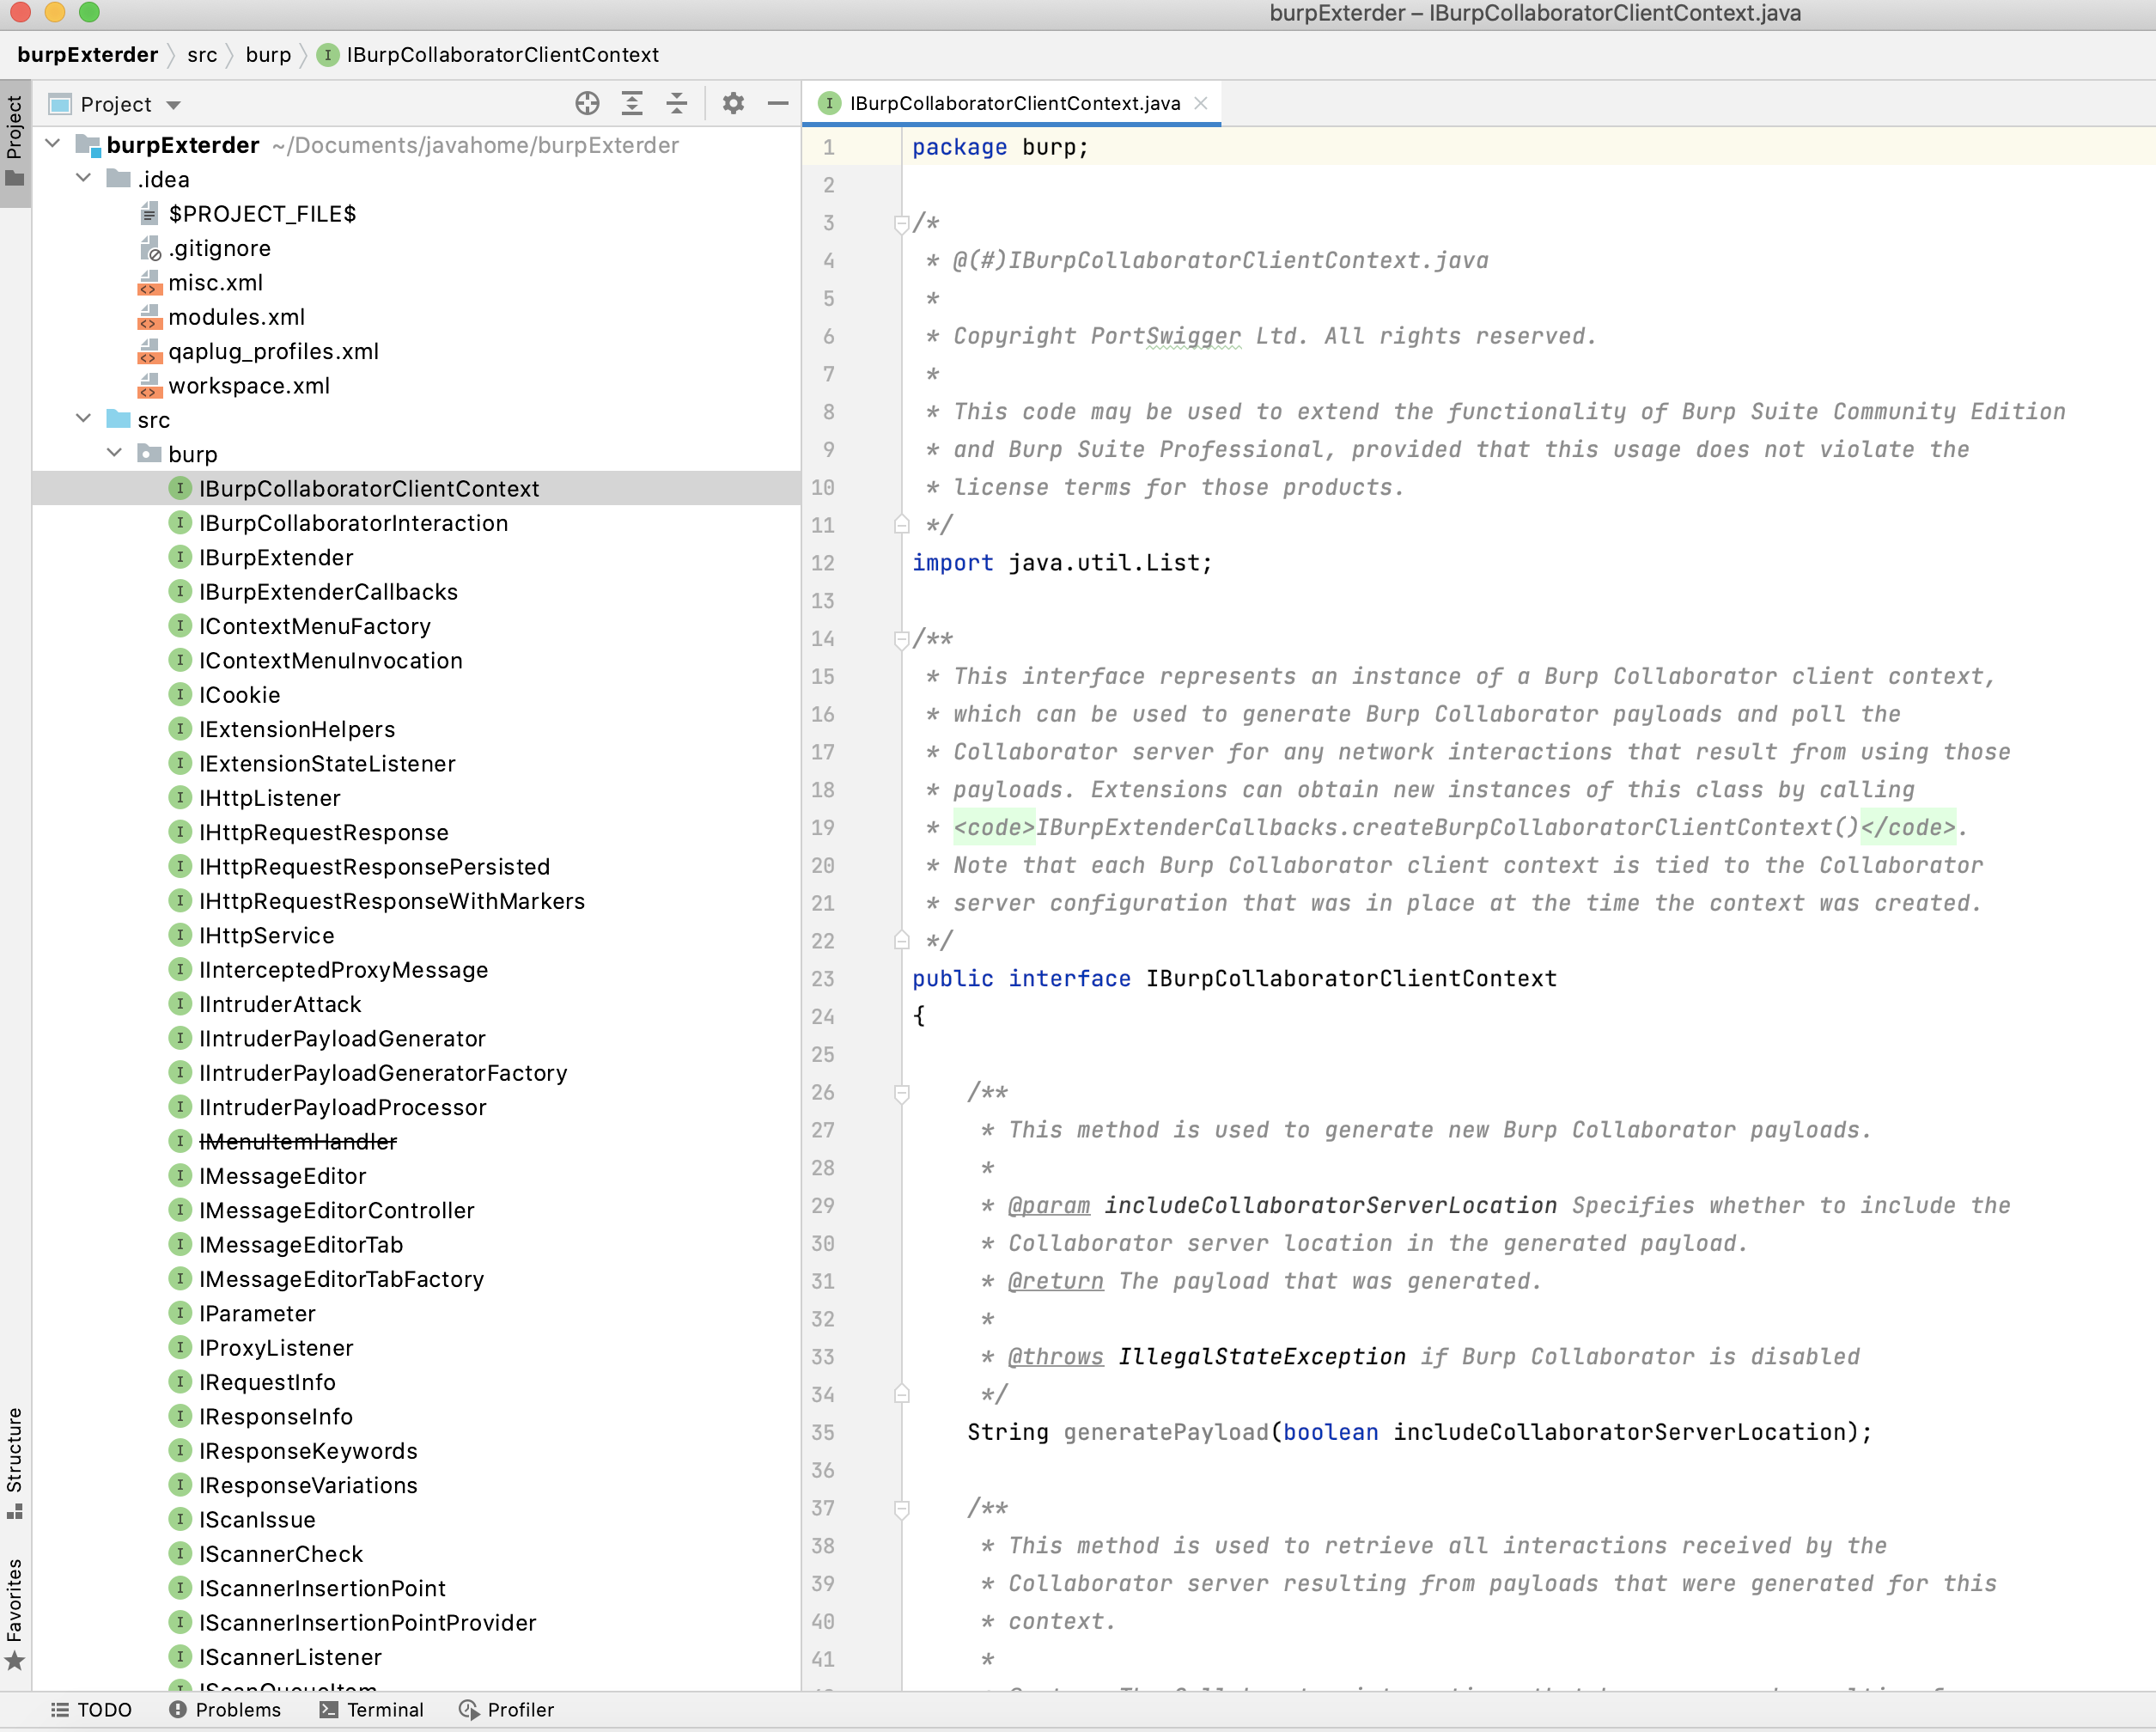 burpExterder – IBurpCollaboratorClientContext.java
burpExterder src burp I IBurpCollaboratorClientContext
Project
Project
IBurpCollaboratorClientContext.java
burpExterder ~/Documents/javahome/burpExterder
.idea
$PROJECT_FILE$
.gitignore
misc.xml
modules.xml
qaplug_profiles.xml
workspace.xml
src
burp
IBurpCollaboratorClientContext
IBurpCollaboratorInteraction
IBurpExtender
IBurpExtenderCallbacks
IContextMenuFactory
IContextMenuInvocation
ICookie
IExtensionHelpers
IExtensionStateListener
IHttpListener
IHttpRequestResponse
IHttpRequestResponsePersisted
IHttpRequestResponseWithMarkers
IHttpService
IInterceptedProxyMessage
IIntruderAttack
IIntruderPayloadGenerator
IIntruderPayloadGeneratorFactory
IIntruderPayloadProcessor
IMenuItemHandler
IMessageEditor
IMessageEditorController
IMessageEditorTab
IMessageEditorTabFactory
IParameter
IProxyListener
IRequestInfo
IResponseInfo
IResponseKeywords
IResponseVariations
IScanIssue
IScannerCheck
IScannerInsertionPoint
IScannerInsertionPointProvider
IScannerListener
Structure
Favorites
1 package burp;
2
3 /*
4 * @(#)IBurpCollaboratorClientContext.java
5 *
6 * Copyright PortSwigger Ltd. All rights reserved.
7 *
8 * This code may be used to extend the functionality of Burp Suite Community Edition
9 * and Burp Suite Professional, provided that this usage does not violate the
10 * license terms for those products.
11 */
12 import java.util.List;
13
14 /**
15 * This interface represents an instance of a Burp Collaborator client context,
16 * which can be used to generate Burp Collaborator payloads and poll the
17 * Collaborator server for any network interactions that result from using those
18 * payloads. Extensions can obtain new instances of this class by calling
19 * <code>IBurpExtenderCallbacks.createBurpCollaboratorClientContext()</code>.
20 * Note that each Burp Collaborator client context is tied to the Collaborator
21 * server configuration that was in place at the time the context was created.
22 */
23 public interface IBurpCollaboratorClientContext
24 {
25
26 /**
27 * This method is used to generate new Burp Collaborator payloads.
28 *
29 * @param includeCollaboratorServerLocation Specifies whether to include the
30 * Collaborator server location in the generated payload.
31 * @return The payload that was generated.
32 *
33 * @throws IllegalStateException if Burp Collaborator is disabled
34 */
35 String generatePayload(boolean includeCollaboratorServerLocation);
36
37 /**
38 * This method is used to retrieve all interactions received by the
39 * Collaborator server resulting from payloads that were generated for this
40 * context.
41 *
TODO Problems Terminal Profiler